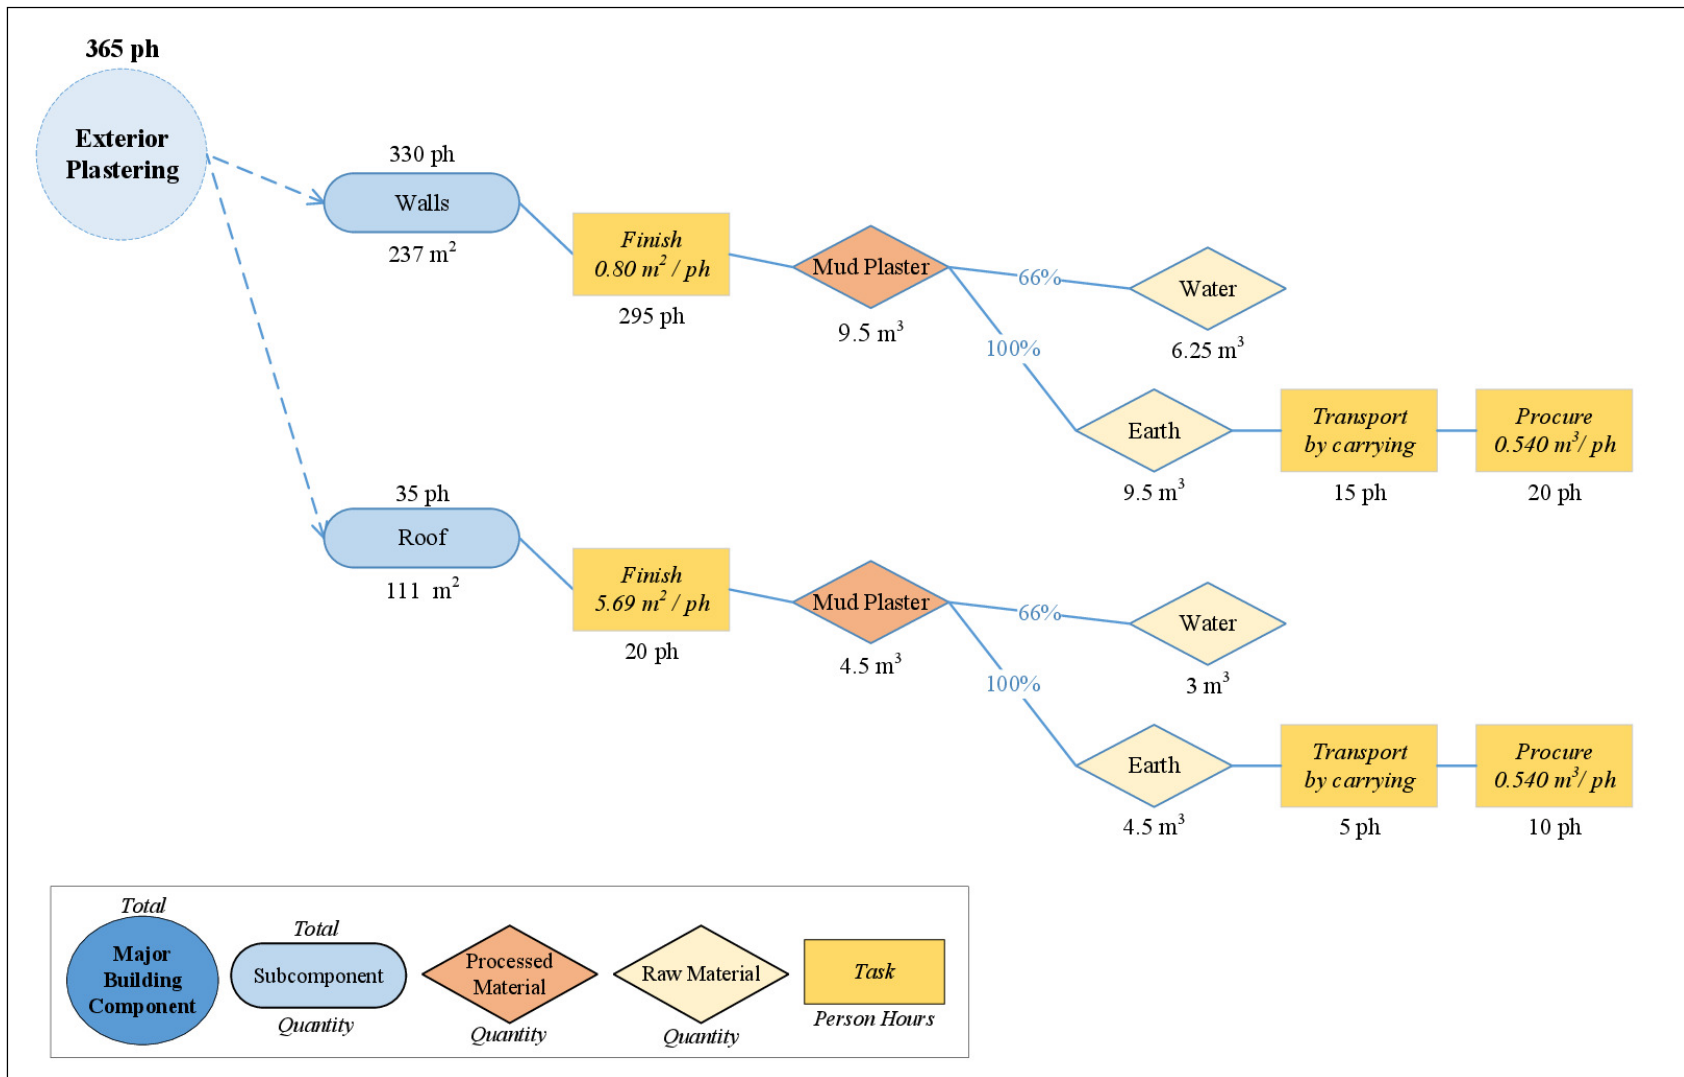 365 ph
Exterior
Plastering
330 ph
Walls
237 m²
Finish
0.80 m² / ph
295 ph
Mud Plaster
9.5 m³
66%
Water
6.25 m³
100%
Earth
9.5 m³
Transport
by carrying
15 ph
Procure
0.540 m³/ ph
20 ph
35 ph
Roof
111 m²
Finish
5.69 m² / ph
20 ph
Mud Plaster
4.5 m³
66%
Water
3 m³
100%
Earth
4.5 m³
Transport
by carrying
5 ph
Procure
0.540 m³/ ph
10 ph
Total
Major
Building
Component
Total
Subcomponent
Quantity
Processed
Material
Quantity
Raw Material
Quantity
Task
Person Hours